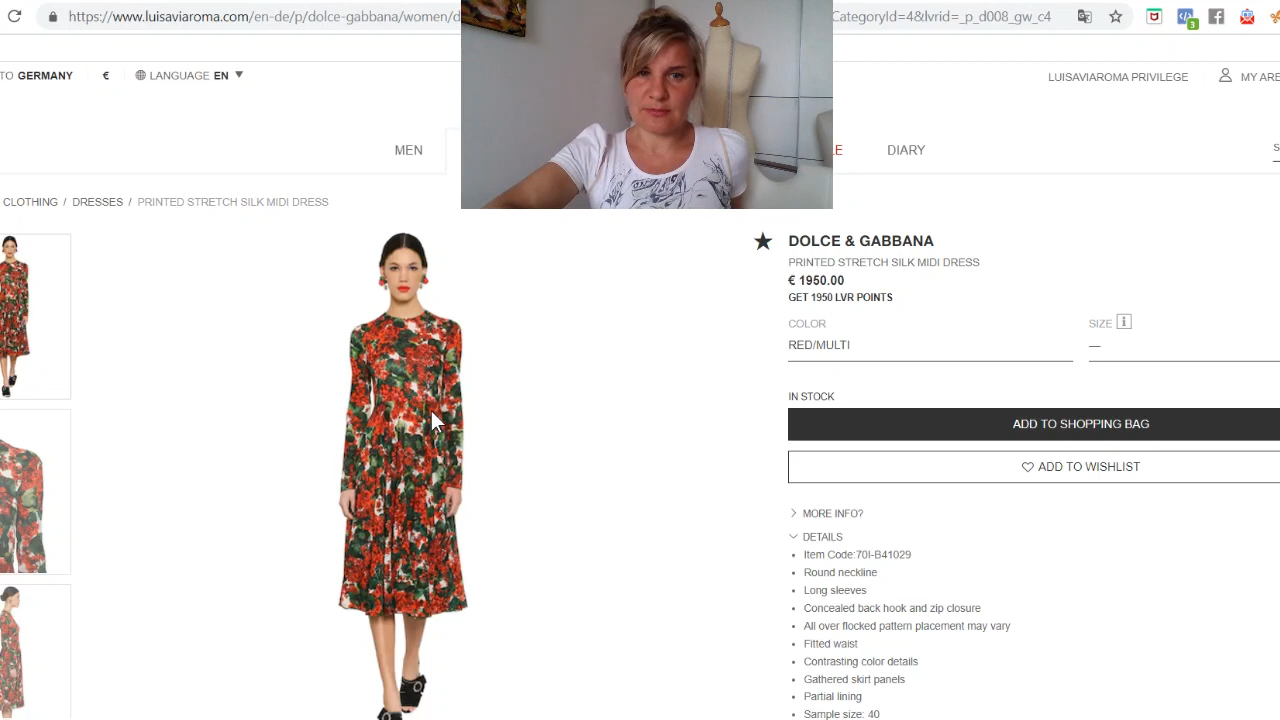 https://www.luisaviaroma.com/en-de/p/dolce-gabbana/women/d
CategoryId=4&lvrid=_p_d008_gw_c4
3
TO GERMANY € LANGUAGE EN
LUISAVIAROMA PRIVILEGE MY ARE
MEN
LE DIARY
S
CLOTHING / DRESSES / PRINTED STRETCH SILK MIDI DRESS
DOLCE & GABBANA
PRINTED STRETCH SILK MIDI DRESS
€ 1950.00
GET 1950 LVR POINTS
COLOR SIZE i
RED/MULTI —
IN STOCK
ADD TO SHOPPING BAG
ADD TO WISHLIST
MORE INFO?
DETAILS
• Item Code:70I-B41029
• Round neckline
• Long sleeves
• Concealed back hook and zip closure
• All over flocked pattern placement may vary
• Fitted waist
• Contrasting color details
• Gathered skirt panels
• Partial lining
• Sample size: 40